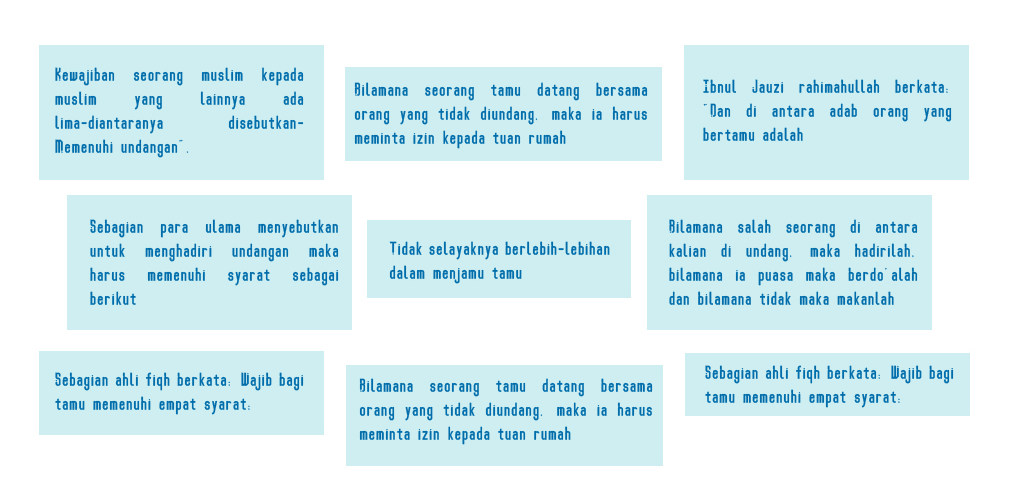 Kewajiban seorang muslim kepada
muslim yang lainnya ada
lima-diantaranya disebutkan-
Memenuhi undangan".
Bilamana seorang tamu datang bersama
orang yang tidak diundang, maka ia harus
meminta izin kepada tuan rumah
Ibnul Jauzi rahimahullah berkata:
"Dan di antara adab orang yang
bertamu adalah
Sebagian para ulama menyebutkan
untuk menghadiri undangan maka
harus memenuhi syarat sebagai
berikut
Tidak selayaknya berlebih-lebihan
dalam menjamu tamu
Bilamana salah seorang di antara
kalian di undang, maka hadirilah,
bilamana ia puasa maka berdo'alah
dan bilamana tidak maka makanlah
Sebagian ahli fiqh berkata: Wajib bagi
tamu memenuhi empat syarat:
Bilamana seorang tamu datang bersama
orang yang tidak diundang, maka ia harus
meminta izin kepada tuan rumah
Sebagian ahli fiqh berkata: Wajib bagi
tamu memenuhi empat syarat: